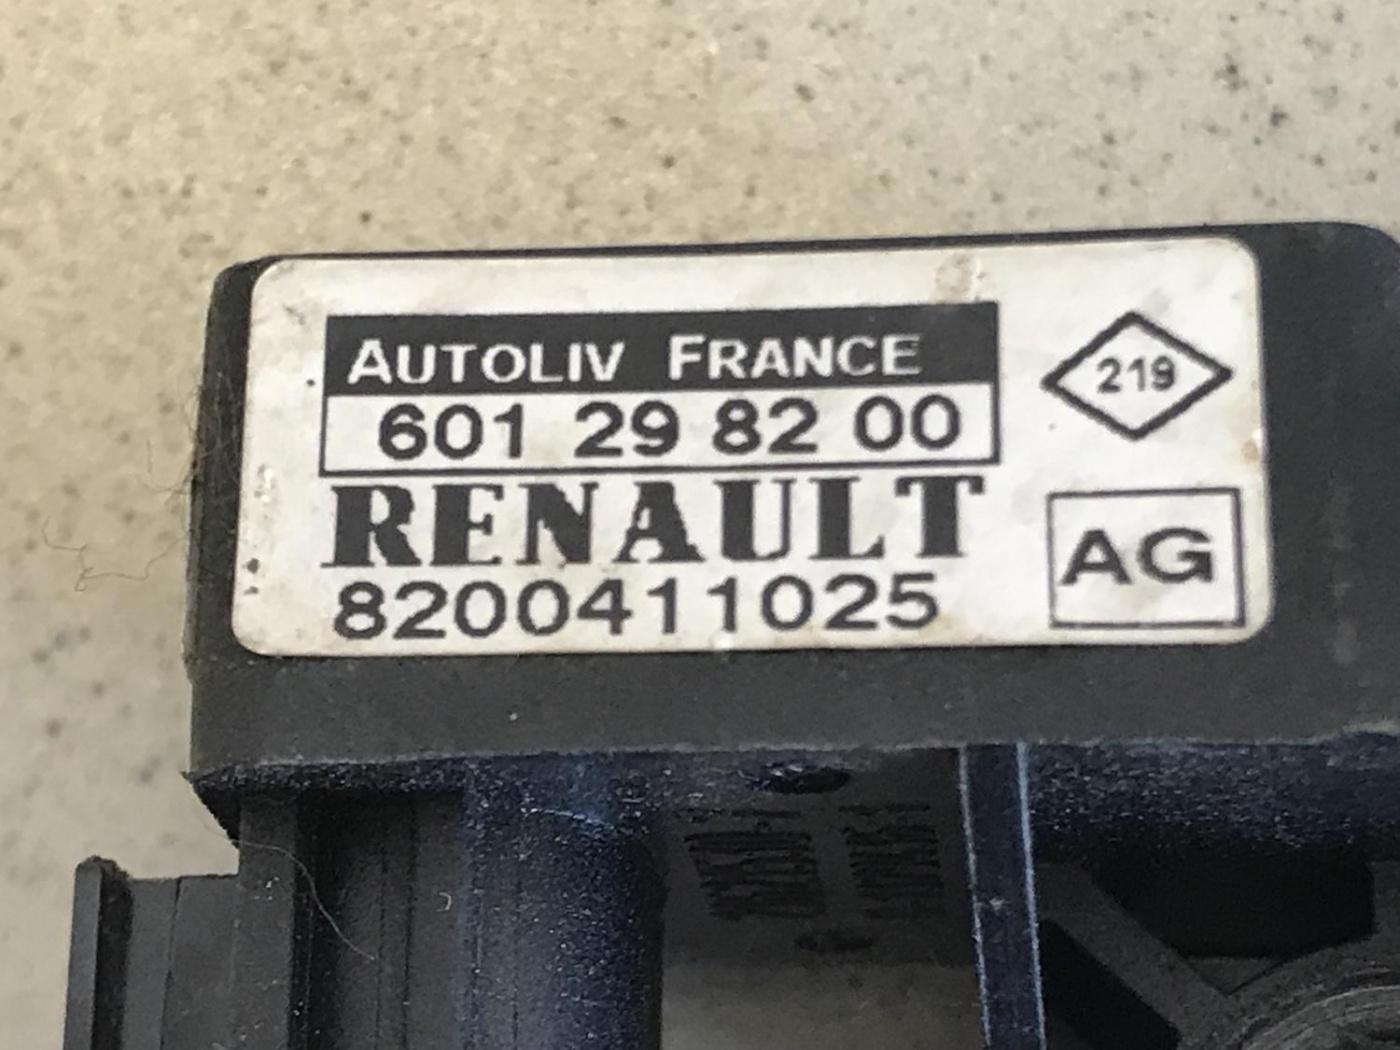 AUTOLIV FRANCE
601 29 82 00
RENAULT
8200411025
219
AG